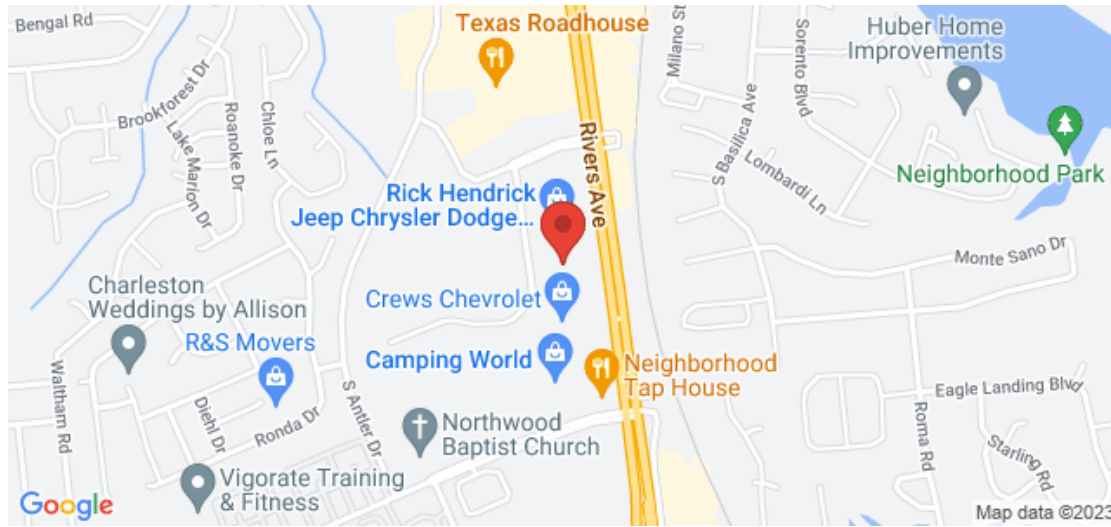 Bengal Rd
Texas Roadhouse
Milano St
Sorento Blvd
Huber Home
Improvements
Brookforest Dr
Roanoke Dr
Chloe Ln
Lake Marion Dr
Rivers Ave
S Basilica Ave
Lombardi Ln
Neighborhood Park
Rick Hendrick
Jeep Chrysler Dodge...
Monte Sano Dr
Charleston
Weddings by Allison
Crews Chevrolet
R&S Movers
Camping World
Neighborhood
Tap House
Waltham Rd
Diehl Dr
Ronda Dr
S Antler Dr
Eagle Landing Blvd
Roma Rd
Starling Rd
Northwood
Baptist Church
Vigorate Training
& Fitness
Google
Map data ©2023